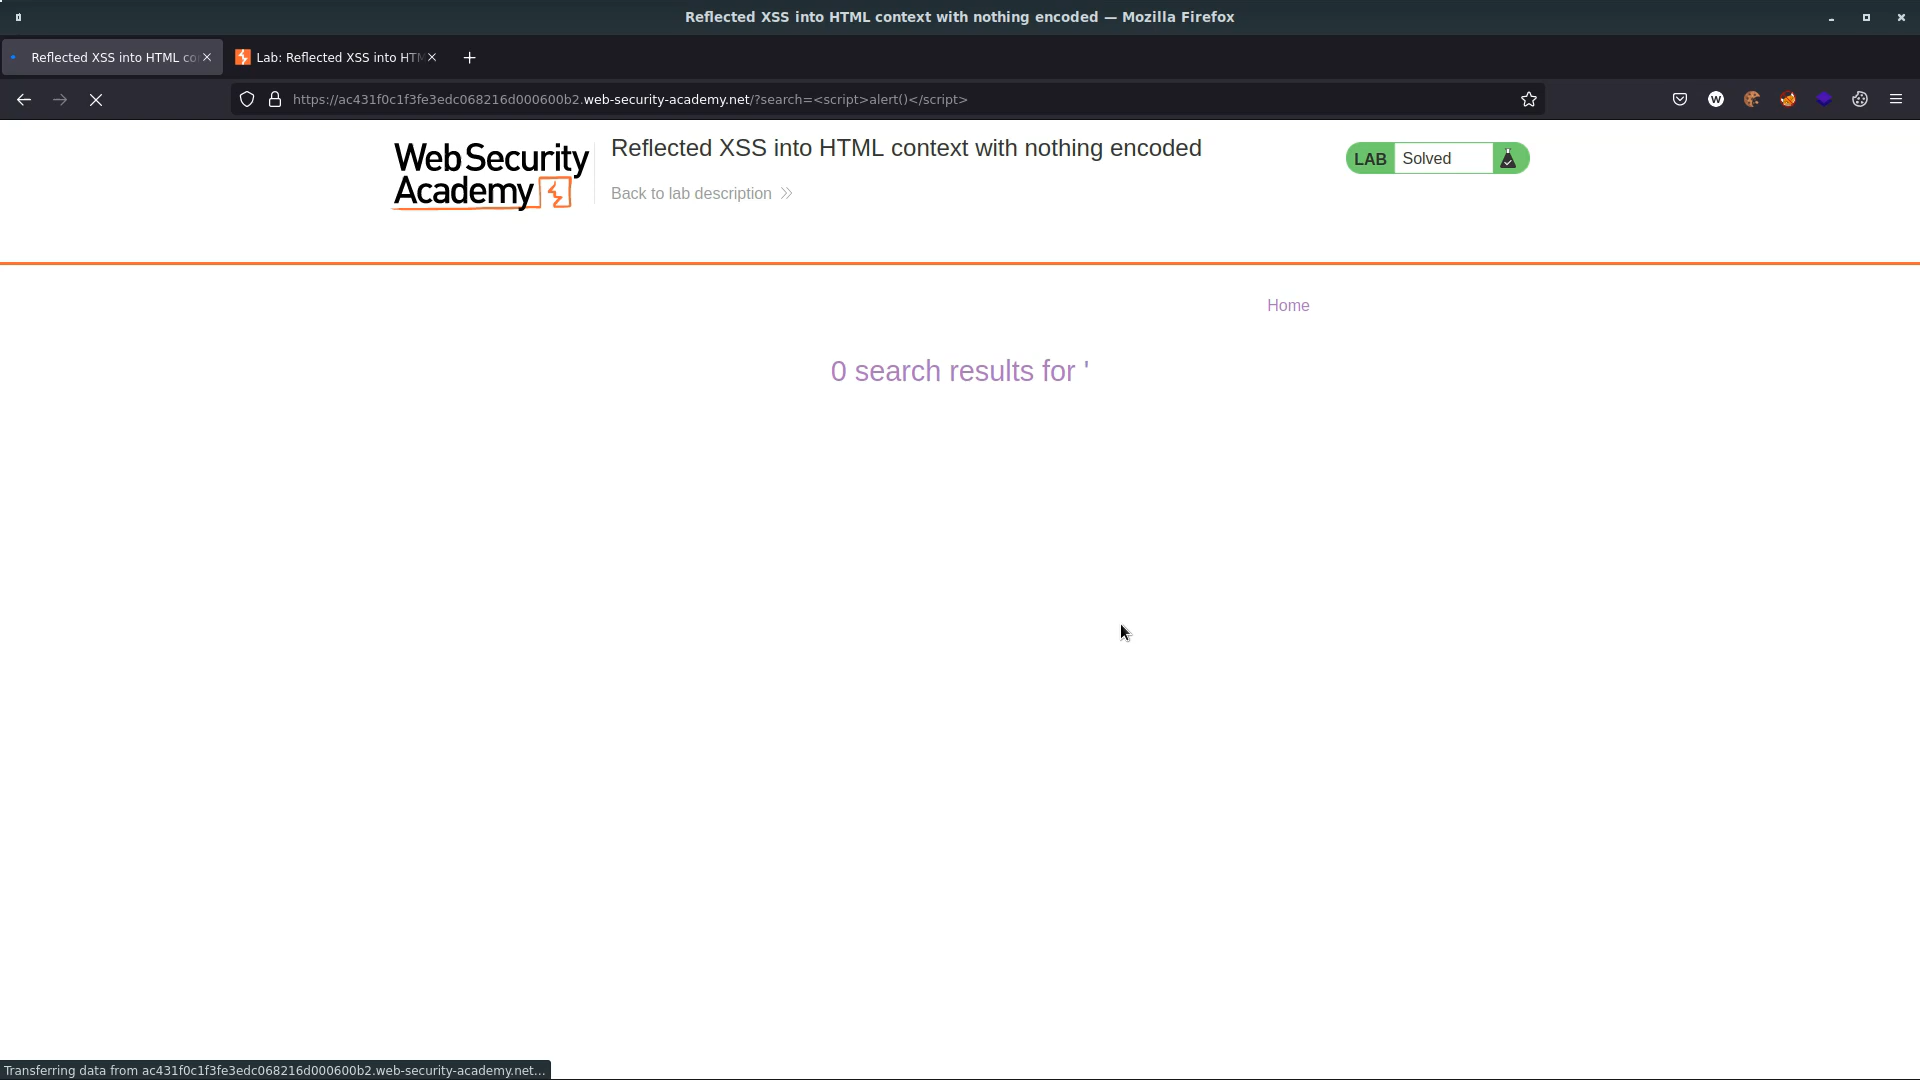 Reflected XSS into HTML context with nothing encoded — Mozilla Firefox
Reflected XSS into HTML co
Lab: Reflected XSS into HTM
https://ac431f0c1f3fe3edc068216d000600b2.web-security-academy.net/?search=<script>alert()</script>
W
Web Security
Academy
Reflected XSS into HTML context with nothing encoded
Back to lab description
LAB Solved
Home
0 search results for '
Transferring data from ac431f0c1f3fe3edc068216d000600b2.web-security-academy.net…